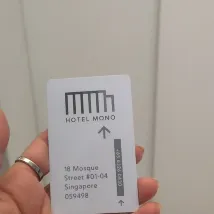 HOTEL MONO
18 Mosque
Street #01-04
Singapore
059498